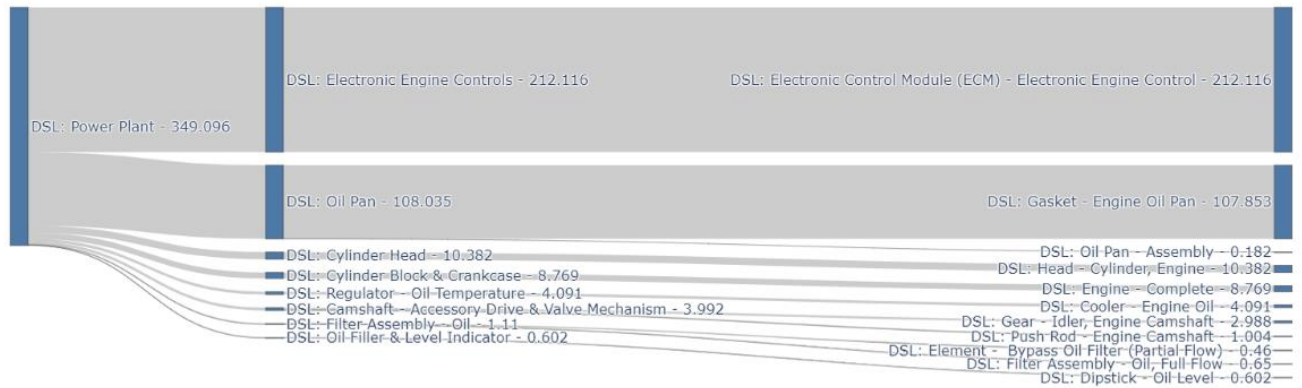 DSL: Power Plant - 349.096
DSL: Electronic Engine Controls - 212.116
DSL: Oil Pan - 108.035
DSL: Cylinder Head - 10.382
DSL: Cylinder Block & Crankcase - 8.769
DSL: Regulator - Oil Temperature - 4.091
DSL: Camshaft - Accessory Drive & Valve Mechanism - 3.992
DSL: Filter Assembly - Oil - 1.11
DSL: Oil Filler & Level Indicator - 0.602
DSL: Electronic Control Module (ECM) - Electronic Engine Control - 212.116
DSL: Gasket - Engine Oil Pan - 107.853
DSL: Oil Pan - Assembly - 0.182
DSL: Head - Cylinder, Engine - 10.382
DSL: Engine - Complete - 8.769
DSL: Cooler - Engine Oil - 4.091
DSL: Gear - Idler, Engine Camshaft - 2.988
DSL: Push Rod - Engine Camshaft - 1.004
DSL: Element - Bypass Oil Filter (Partial Flow) - 0.46
DSL: Filter Assembly - Oil, Full Flow - 0.65
DSL: Dipstick - Oil Level - 0.602